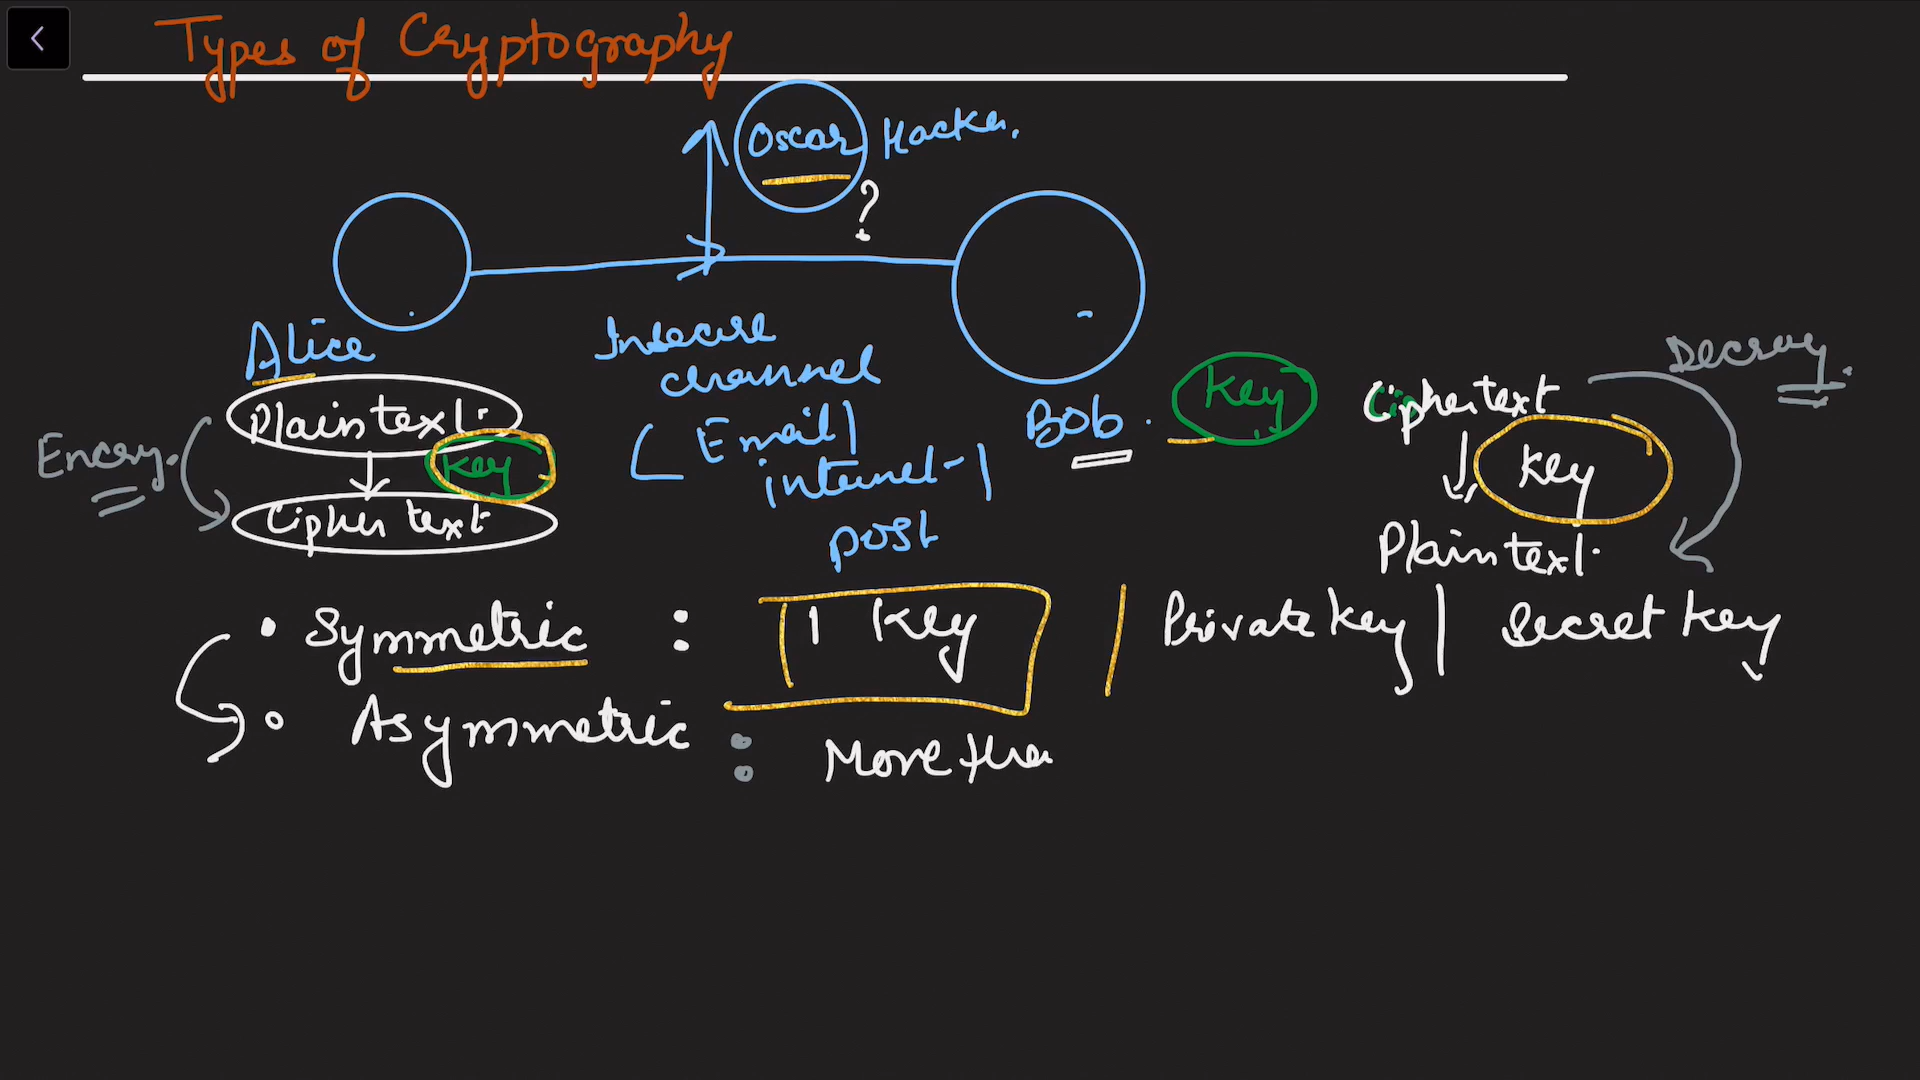 Types of Cryptography
Oscar Hacker.
?
Alice
Insecure
channel
(Email/
internet-/
post
Bob.
Key
Ciphertext
Key
Plaintext.
Decry.
Encry.
Plaintext.
Key
Cipher text
• Symmetric : 1 Key / Private key / Secret key
• Asymmetric : More than